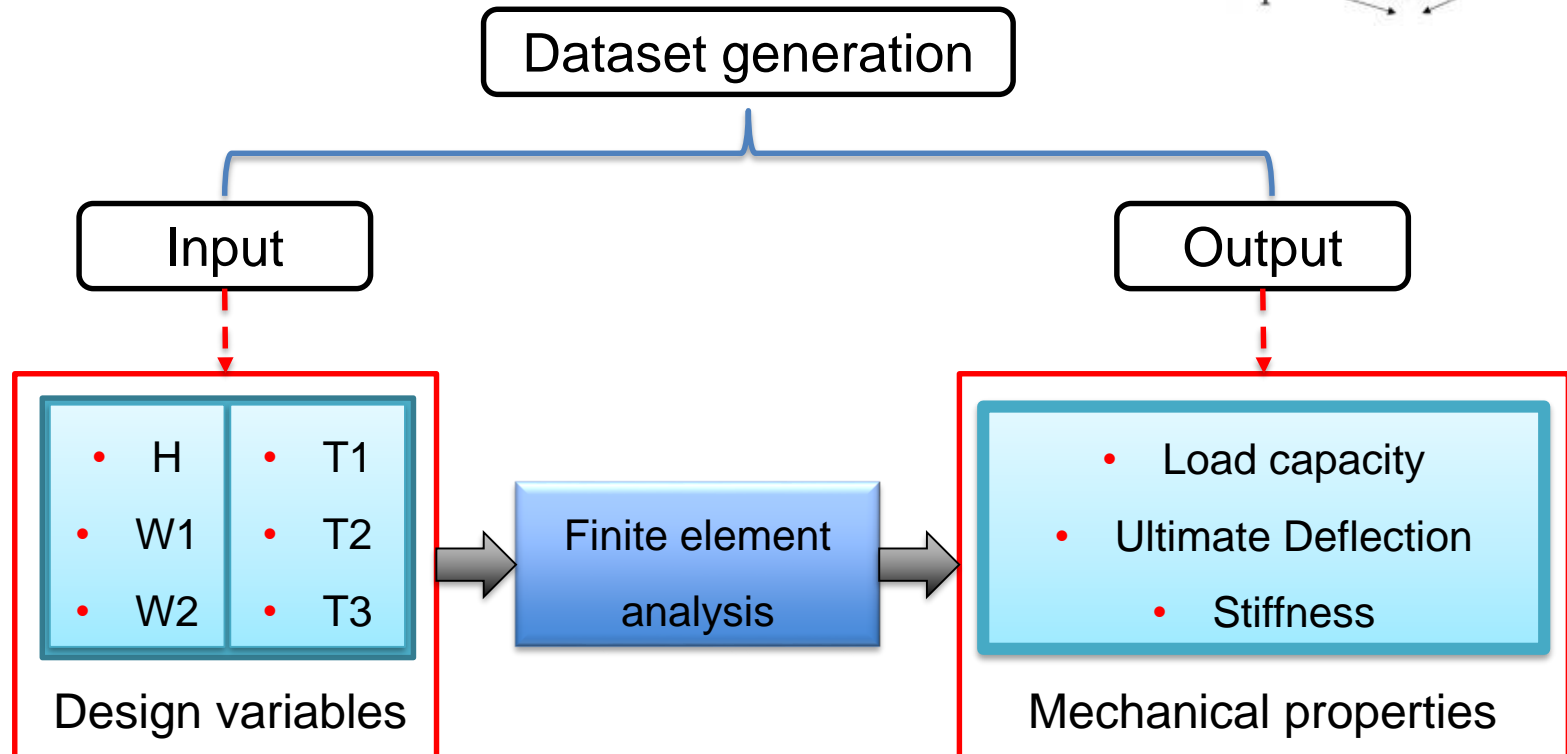 Dataset generation
Input
Output
• H
• W1
• W2
• T1
• T2
• T3
Design variables
Finite element
analysis
• Load capacity
• Ultimate Deflection
• Stiffness
Mechanical properties